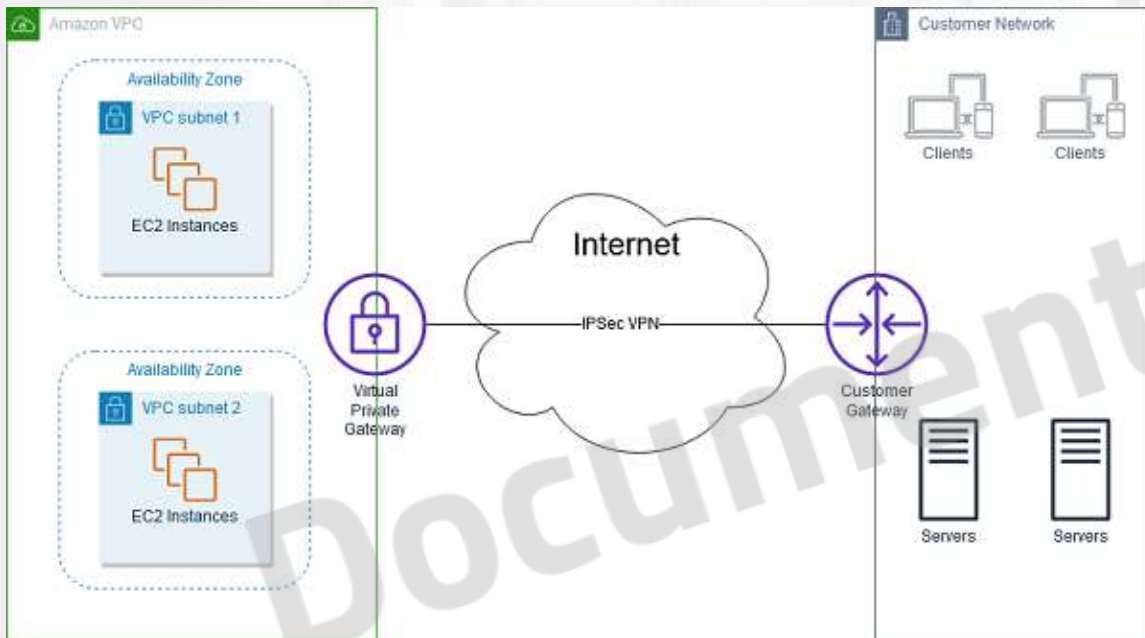 Amazon VPC
Availability Zone
VPC subnet 1
EC2 Instances
Availability Zone
VPC subnet 2
EC2 Instances
Virtual
Private
Gateway
Internet
IPSec VPN
Customer Network
Clients
Clients
Customer
Gateway
Servers
Servers
Document